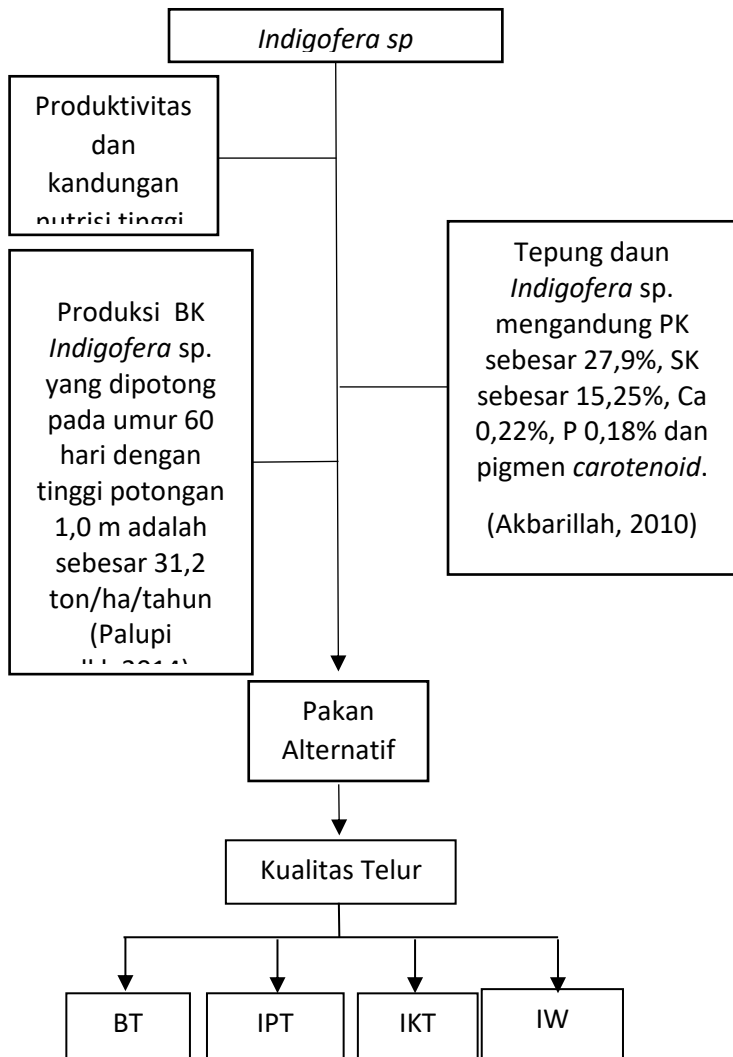 Indigofera sp
Produktivitas
dan
kandungan
nutrisi tinggi
Produksi BK
Indigofera sp.
yang dipotong
pada umur 60
hari dengan
tinggi potongan
1,0 m adalah
sebesar 31,2
ton/ha/tahun
(Palupi
Tepung daun
Indigofera sp.
mengandung PK
sebesar 27,9%, SK
sebesar 15,25%, Ca
0,22%, P 0,18% dan
pigmen carotenoid.
(Akbarillah, 2010)
Pakan
Alternatif
Kualitas Telur
BT
IPT
IKT
IW